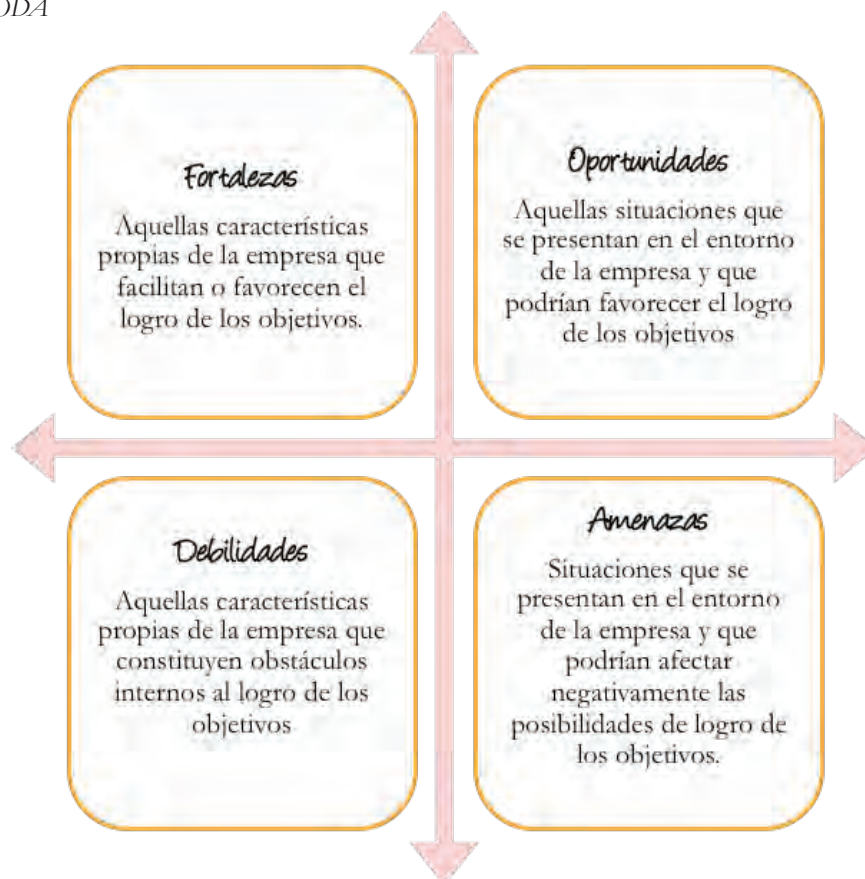 ODA
Fortalezas
Aquellas características
propias de la empresa que
facilitan o favorecen el
logro de los objetivos.
Oportunidades
Aquellas situaciones que
se presentan en el entorno
de la empresa y que
podrían favorecer el logro
de los objetivos
Debilidades
Aquellas características
propias de la empresa que
constituyen obstáculos
internos al logro de los
objetivos
Amenazas
Situaciones que se
presentan en el entorno
de la empresa y que
podrían afectar
negativamente las
posibilidades de logro de
los objetivos.